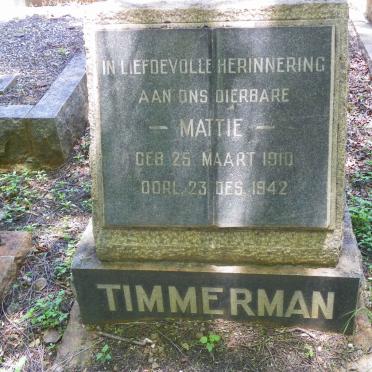 IN LIEFDEVOLLE HERINNERING
AAN ONS DIERBARE
— MATTIE —
GEB. 25 MAART 1910
OORL. 23 DES. 1942
TIMMERMAN